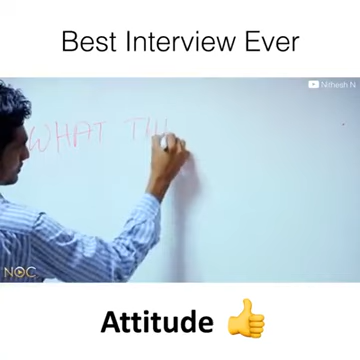 Best Interview Ever
Nithesh N
WHAT TH
NOC
Attitude 👍